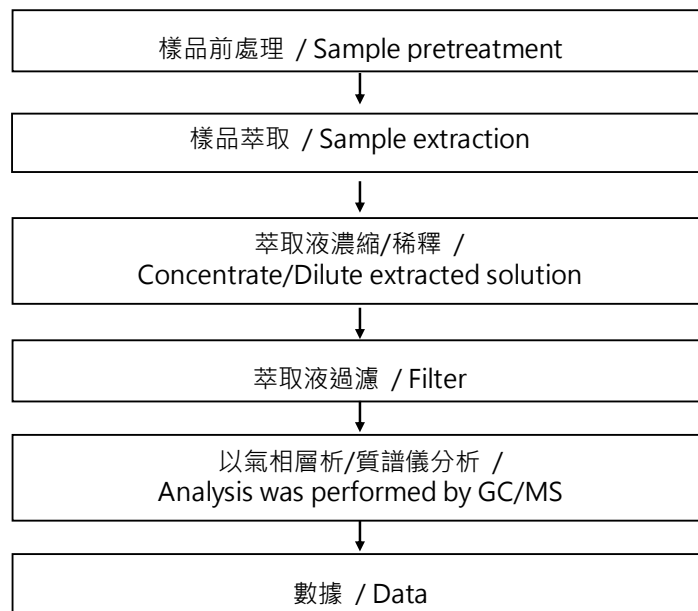 樣品前處理 / Sample pretreatment
樣品萃取 / Sample extraction
萃取液濃縮/稀釋 /
Concentrate/Dilute extracted solution
萃取液過濾 / Filter
以氣相層析/質譜儀分析 /
Analysis was performed by GC/MS
數據 / Data